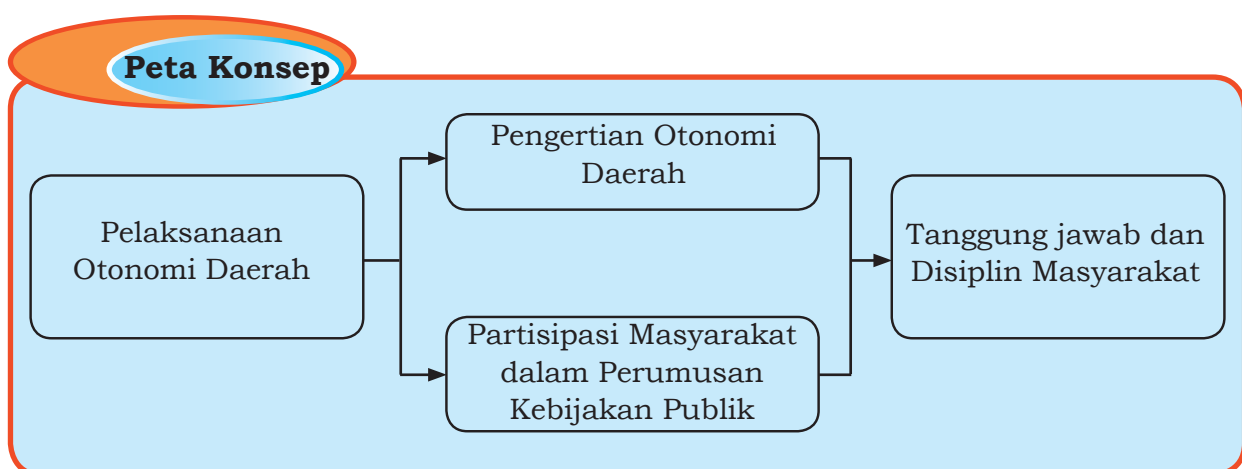 Peta Konsep
Pelaksanaan
Otonomi Daerah
Pengertian Otonomi
Daerah
Partisipasi Masyarakat
dalam Perumusan
Kebijakan Publik
Tanggung jawab dan
Disiplin Masyarakat